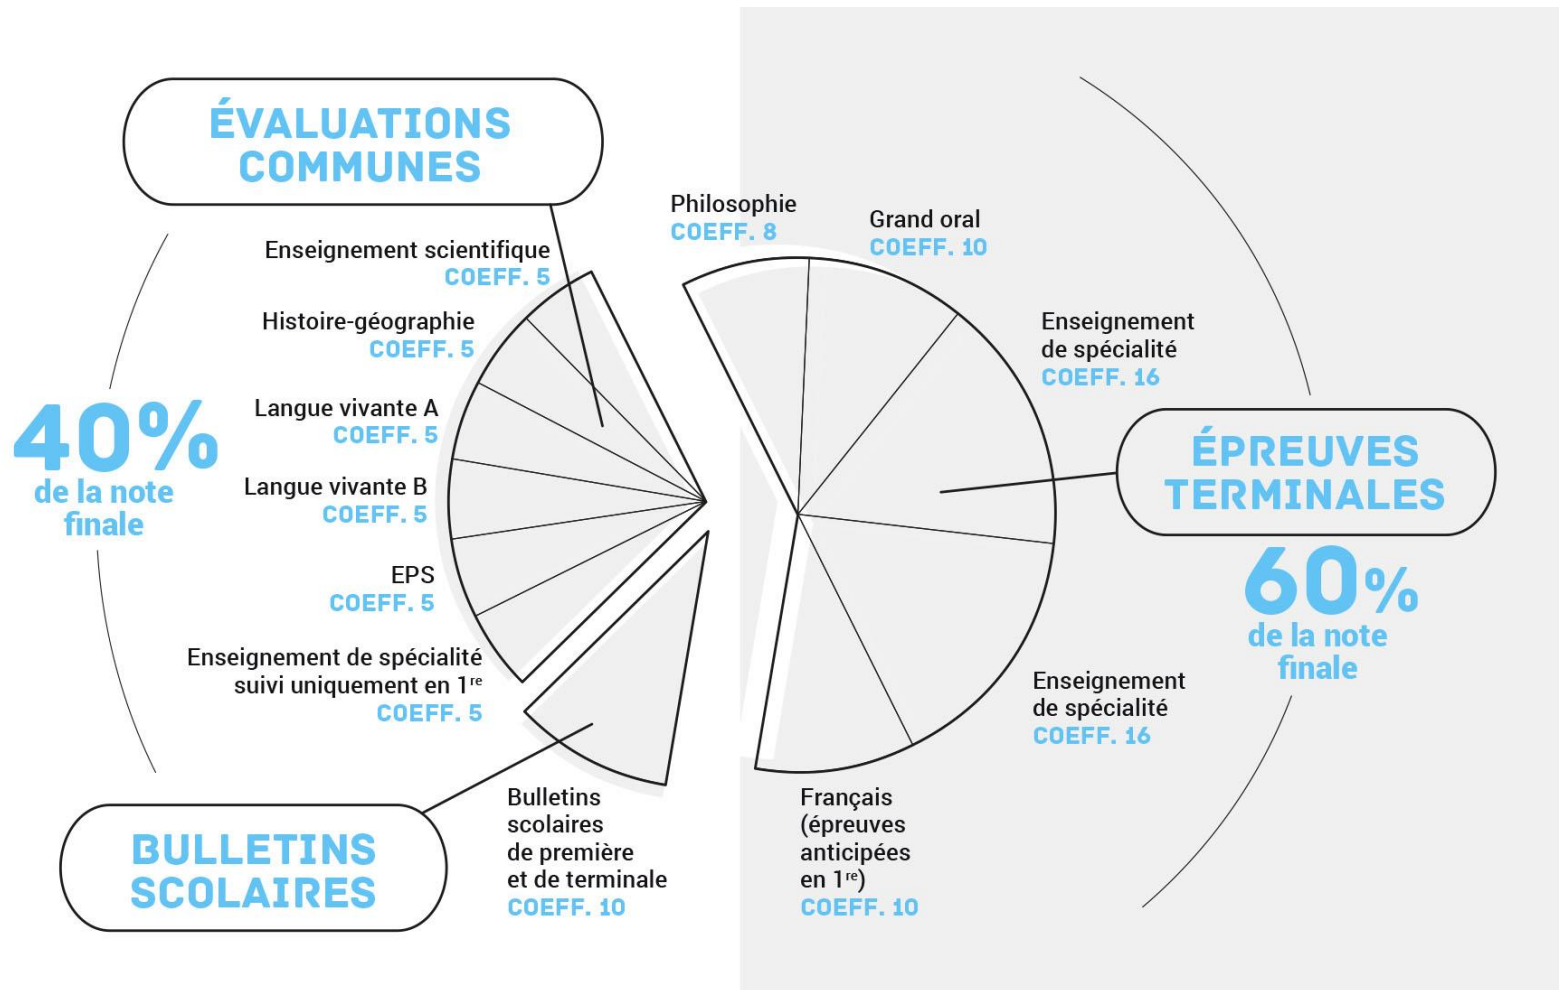 ÉVALUATIONS
COMMUNES
Enseignement scientifique
COEFF. 5
Histoire-géographie
COEFF. 5
Langue vivante A
COEFF. 5
Langue vivante B
COEFF. 5
EPS
COEFF. 5
Enseignement de spécialité
suivi uniquement en 1re
COEFF. 5
40%
de la note
finale
BULLETINS
SCOLAIRES
Bulletins
scolaires
de première
et de terminale
COEFF. 10
Philosophie
COEFF. 8
Grand oral
COEFF. 10
Enseignement
de spécialité
COEFF. 16
ÉPREUVES
TERMINALES
60%
de la note
finale
Enseignement
de spécialité
COEFF. 16
Français
(épreuves
anticipées
en 1re)
COEFF. 10